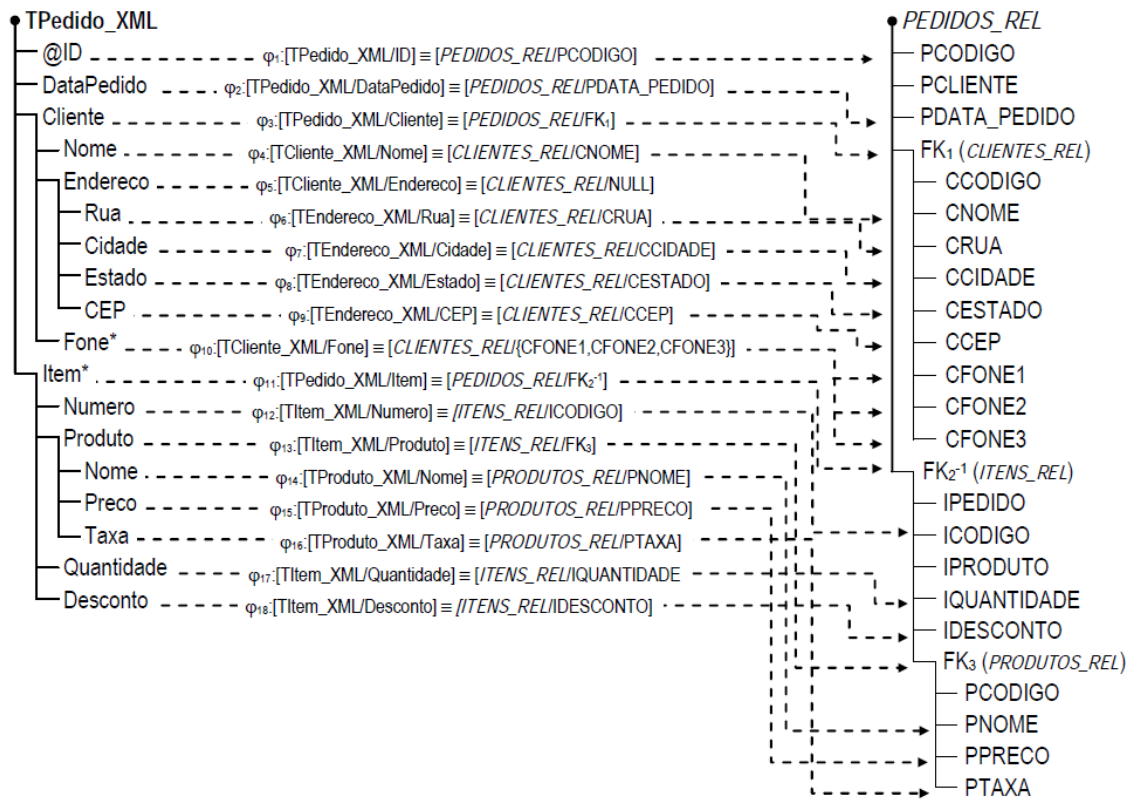 TPedido_XML PEDIDOS_REL
@ID φ₁:[TPedido_XML/ID] ≡ [PEDIDOS_REL/PCODIGO] PCODIGO
DataPedido φ₂:[TPedido_XML/DataPedido] ≡ [PEDIDOS_REL/PDATA_PEDIDO] PCLIENTE
Cliente φ₃:[TPedido_XML/Cliente] ≡ [PEDIDOS_REL/FK₁] PDATA_PEDIDO
Nome φ₄:[TCliente_XML/Nome] ≡ [CLIENTES_REL/CNOME] FK₁ (CLIENTES_REL)
Endereco φ₅:[TCliente_XML/Endereco] ≡ [CLIENTES_REL/NULL] CCODIGO
Rua φ₆:[TEndereco_XML/Rua] ≡ [CLIENTES_REL/CRUA] CNOME
Cidade φ₇:[TEndereco_XML/Cidade] ≡ [CLIENTES_REL/CCIDADE] CRUA
Estado φ₈:[TEndereco_XML/Estado] ≡ [CLIENTES_REL/CESTADO] CCIDADE
CEP φ₉:[TEndereco_XML/CEP] ≡ [CLIENTES_REL/CCEP] CESTADO
Fone* φ₁₀:[TCliente_XML/Fone] ≡ [CLIENTES_REL/{CFONE1,CFONE2,CFONE3}] CCEP
Item* φ₁₁:[TPedido_XML/Item] ≡ [PEDIDOS_REL/FK₂⁻¹] CFONE1
Numero φ₁₂:[TItem_XML/Numero] ≡ [ITENS_REL/ICODIGO] CFONE2
Produto φ₁₃:[TItem_XML/Produto] ≡ [ITENS_REL/FK₃] CFONE3
Nome φ₁₄:[TProduto_XML/Nome] ≡ [PRODUTOS_REL/PNOME] FK₂⁻¹ (ITENS_REL)
Preco φ₁₅:[TProduto_XML/Preco] ≡ [PRODUTOS_REL/PPRECO] IPEDIDO
Taxa φ₁₆:[TProduto_XML/Taxa] ≡ [PRODUTOS_REL/PTAXA] ICODIGO
Quantidade φ₁₇:[TItem_XML/Quantidade] ≡ [ITENS_REL/IQUANTIDADE IPRODUTO
Desconto φ₁₈:[TItem_XML/Desconto] ≡ [ITENS_REL/IDESCONTO] IQUANTIDADE
IDESCONTO
FK₃ (PRODUTOS_REL)
PCODIGO
PNOME
PPRECO
PTAXA